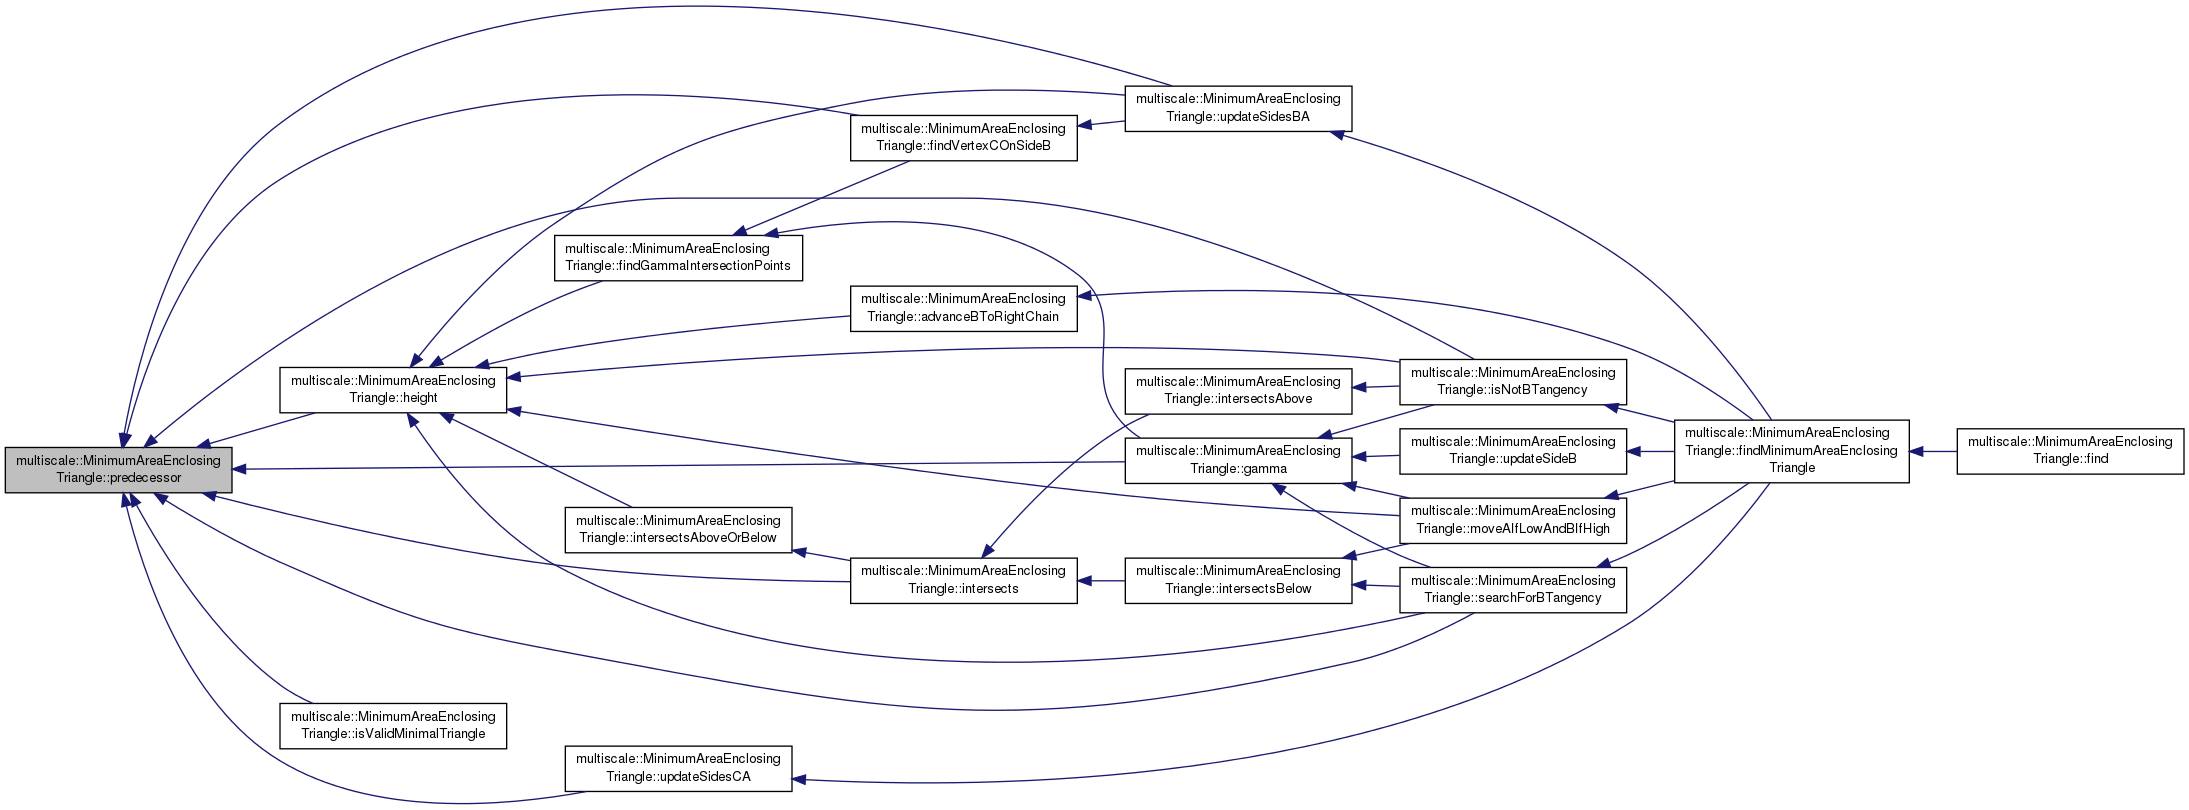 multiscale::MinimumAreaEnclosing
Triangle::predecessor
multiscale::MinimumAreaEnclosing
Triangle::height
multiscale::MinimumAreaEnclosing
Triangle::isValidMinimalTriangle
multiscale::MinimumAreaEnclosing
Triangle::findGammaIntersectionPoints
multiscale::MinimumAreaEnclosing
Triangle::intersectsAboveOrBelow
multiscale::MinimumAreaEnclosing
Triangle::updateSidesCA
multiscale::MinimumAreaEnclosing
Triangle::findVertexCOnSideB
multiscale::MinimumAreaEnclosing
Triangle::advanceBToRightChain
multiscale::MinimumAreaEnclosing
Triangle::intersects
multiscale::MinimumAreaEnclosing
Triangle::updateSidesBA
multiscale::MinimumAreaEnclosing
Triangle::intersectsAbove
multiscale::MinimumAreaEnclosing
Triangle::gamma
multiscale::MinimumAreaEnclosing
Triangle::intersectsBelow
multiscale::MinimumAreaEnclosing
Triangle::isNotBTangency
multiscale::MinimumAreaEnclosing
Triangle::updateSideB
multiscale::MinimumAreaEnclosing
Triangle::moveAIfLowAndBIfHigh
multiscale::MinimumAreaEnclosing
Triangle::searchForBTangency
multiscale::MinimumAreaEnclosing
Triangle::findMinimumAreaEnclosing
Triangle
multiscale::MinimumAreaEnclosing
Triangle::find